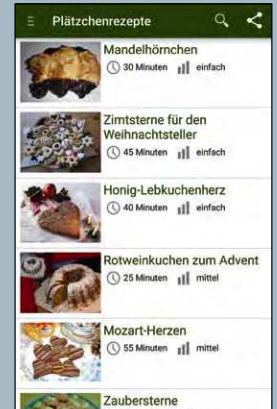 Plätzchenrezepte
Mandelhörnchen
30 Minuten einfach
Zimtsterne für den
Weihnachtsteller
45 Minuten einfach
Honig-Lebkuchenherz
40 Minuten einfach
Rotweinkuchen zum Advent
25 Minuten mittel
Mozart-Herzen
55 Minuten mittel
Zaubersterne